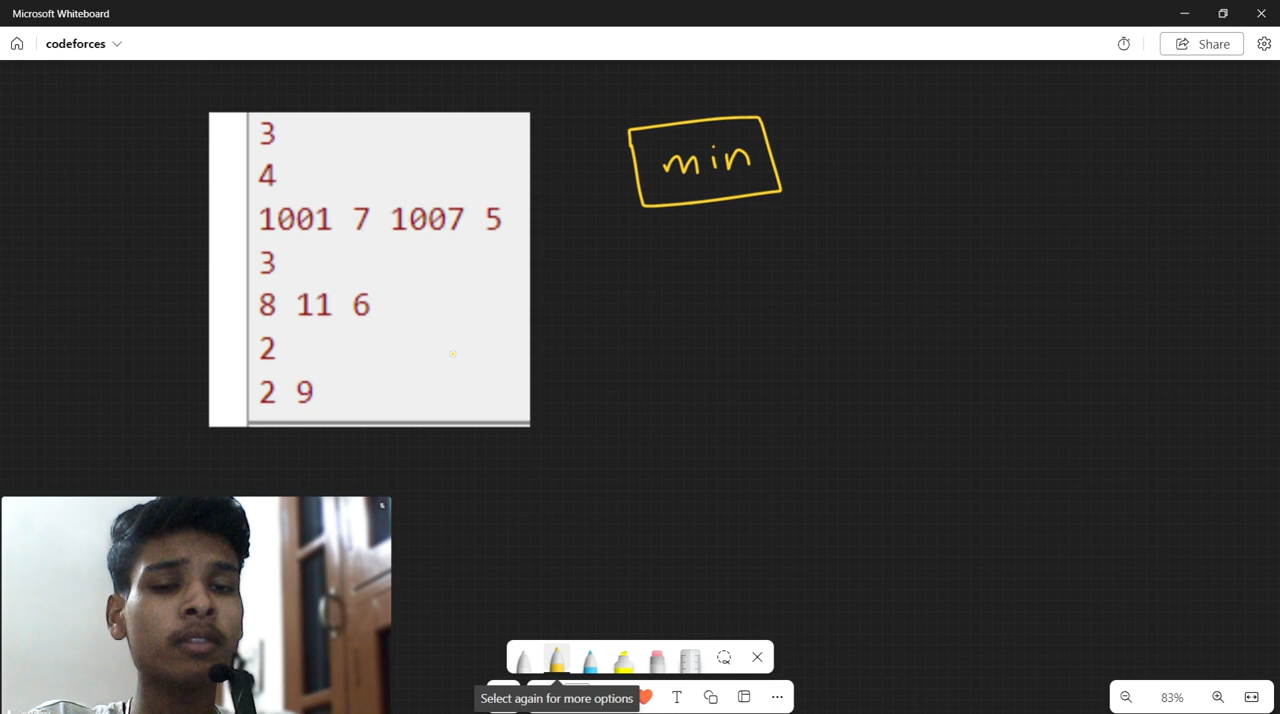 Microsoft Whiteboard
codeforces
Share
3
4
1001 7 1007 5
3
8 11 6
2
2 9
min
Select again for more options
T
83%